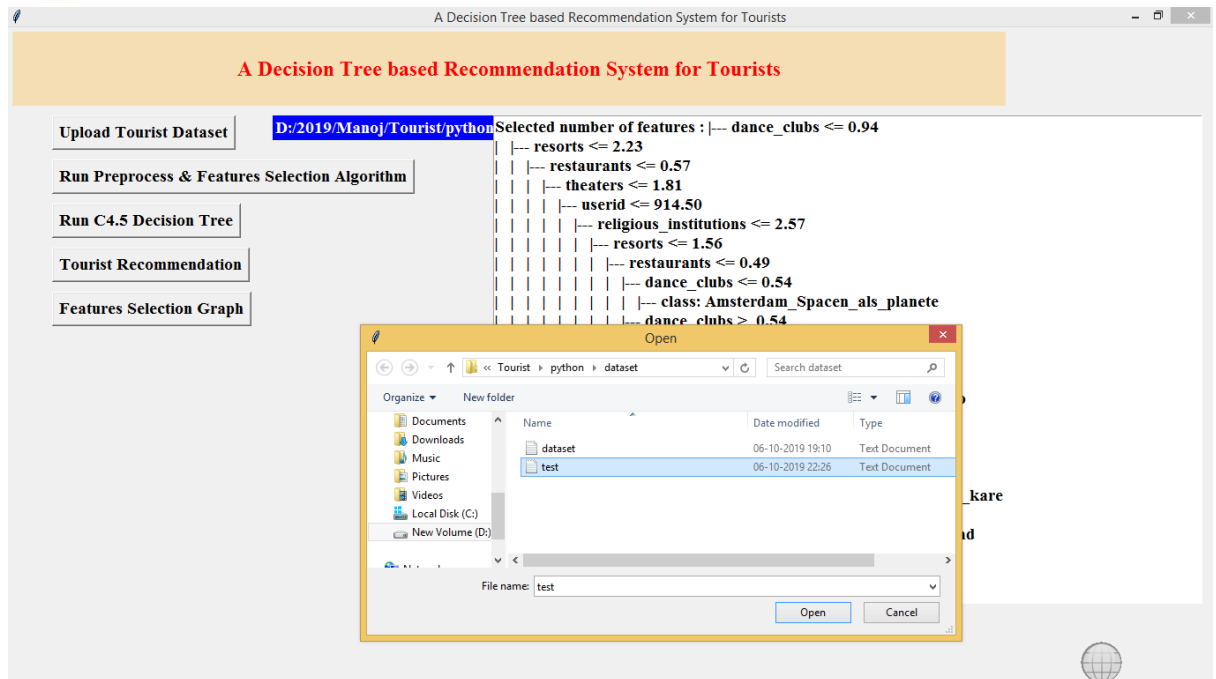 A Decision Tree based Recommendation System for Tourists
A Decision Tree based Recommendation System for Tourists
Upload Tourist Dataset
D:/2019/Manoj/Tourist/python
Run Preprocess & Features Selection Algorithm
Run C4.5 Decision Tree
Tourist Recommendation
Features Selection Graph
Selected number of features : |--- dance_clubs <= 0.94
| |--- resorts <= 2.23
| | |--- restaurants <= 0.57
| | | |--- theaters <= 1.81
| | | | |--- userid <= 914.50
| | | | | |--- religious_institutions <= 2.57
| | | | | | |--- resorts <= 1.56
| | | | | | | |--- restaurants <= 0.49
| | | | | | | | |--- dance_clubs <= 0.54
| | | | | | | | | |--- class: Amsterdam_Spacen_als_planete
| | | | | | | | |--- dance_clubs > 0.54
_kare
Open
« Tourist python dataset
Search dataset
Organize
New folder
Documents
Downloads
Music
Pictures
Videos
Local Disk (C:)
New Volume (D:)
Name Date modified Type
dataset 06-10-2019 19:10 Text Document
test 06-10-2019 22:26 Text Document
File name: test
Open Cancel